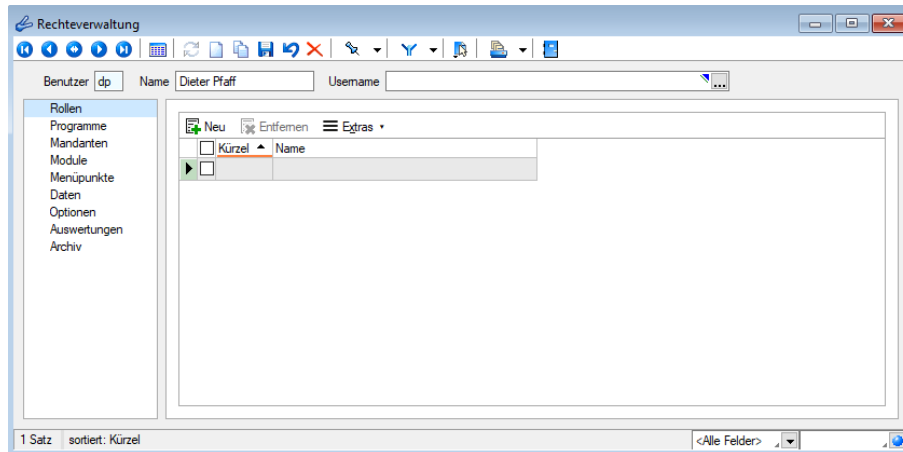 Rechteverwaltung
Benutzer dp Name Dieter Pfaff Username ...
Rollen
Programme
Mandanten
Module
Menüpunkte
Daten
Optionen
Auswertungen
Archiv
Neu Entfernen Extras
Kürzel Name
1 Satz sortiert: Kürzel <Alle Felder>